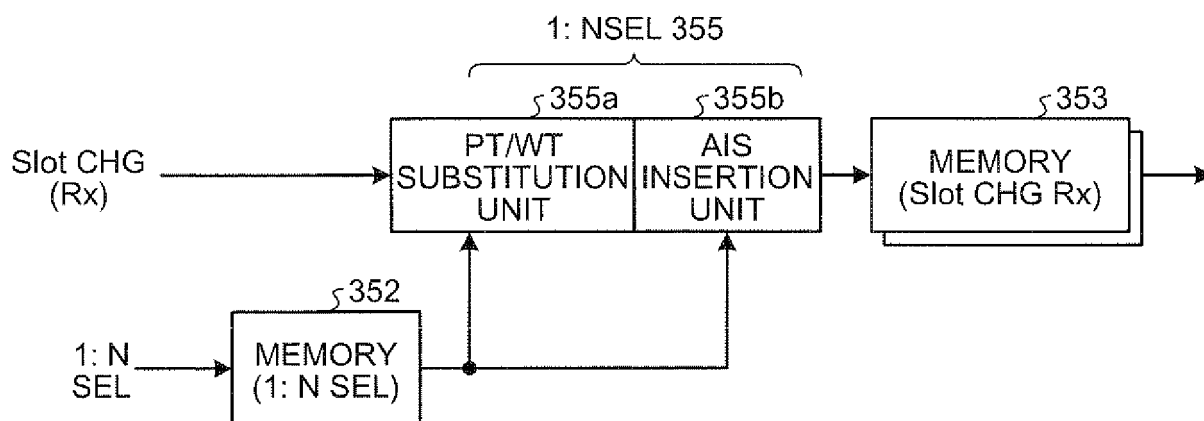 1: NSEL 355
355a
355b
353
Slot CHG
(Rx)
PT/WT
SUBSTITUTION
UNIT
AIS
INSERTION
UNIT
MEMORY
(Slot CHG Rx)
352
1: N
SEL
MEMORY
(1: N SEL)